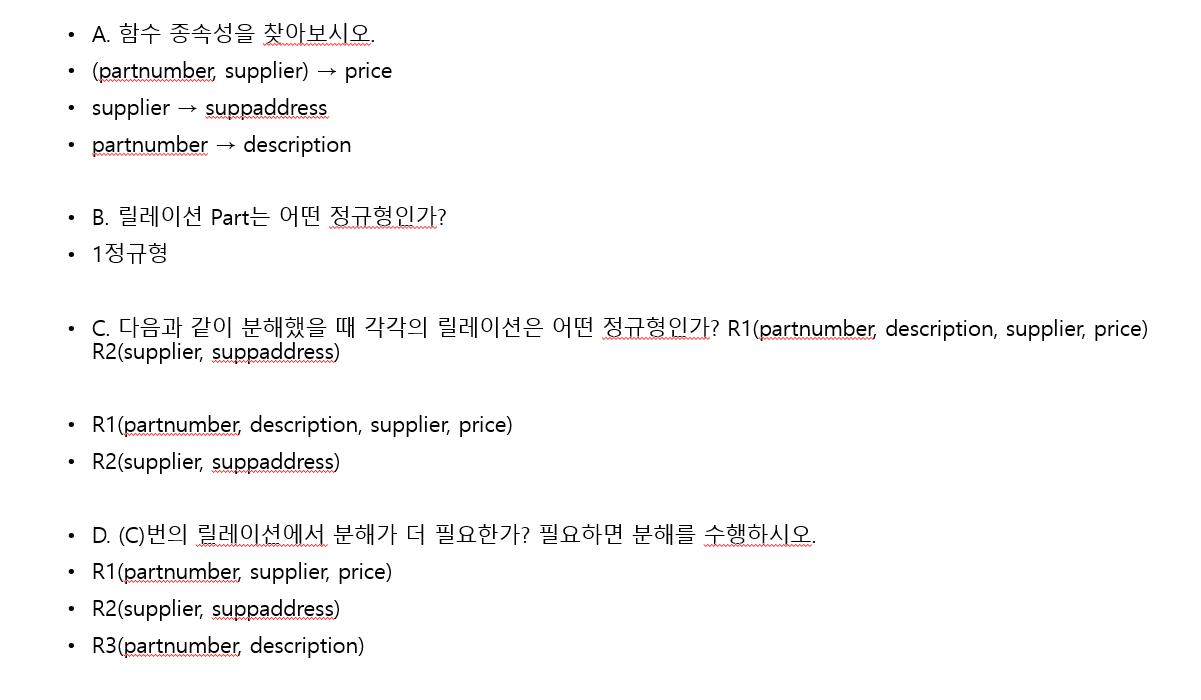 • A. 함수 종속성을 찾아보시오.
• (partnumber, supplier) → price
• supplier → suppaddress
• partnumber → description
• B. 릴레이션 Part는 어떤 정규형인가?
• 1정규형
• C. 다음과 같이 분해했을 때 각각의 릴레이션은 어떤 정규형인가? R1(partnumber, description, supplier, price)
R2(supplier, suppaddress)
• R1(partnumber, description, supplier, price)
• R2(supplier, suppaddress)
• D. (C)번의 릴레이션에서 분해가 더 필요한가? 필요하면 분해를 수행하시오.
• R1(partnumber, supplier, price)
• R2(supplier, suppaddress)
• R3(partnumber, description)